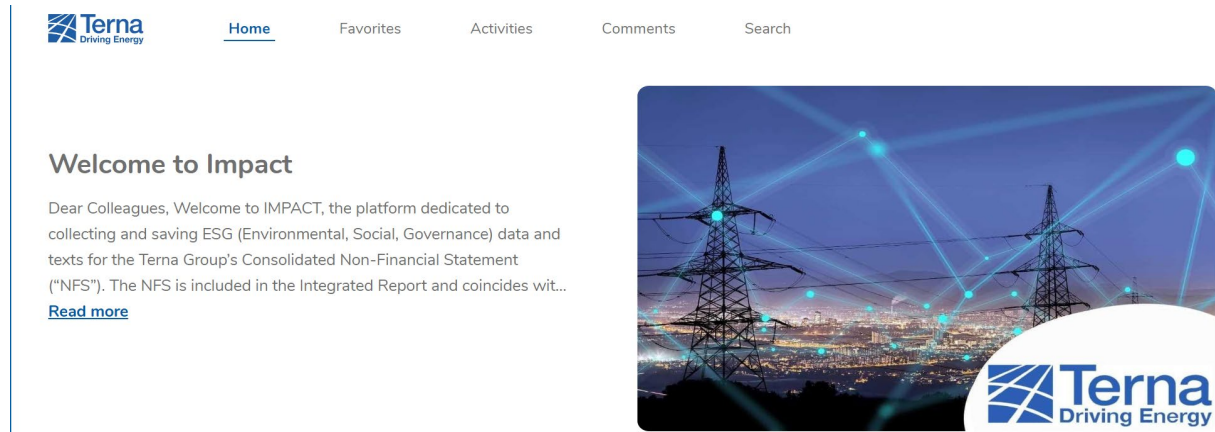 Terna
Driving Energy
Home
Favorites
Activities
Comments
Search
Welcome to Impact
Dear Colleagues, Welcome to IMPACT, the platform dedicated to
collecting and saving ESG (Environmental, Social, Governance) data and
texts for the Terna Group's Consolidated Non-Financial Statement
("NFS"). The NFS is included in the Integrated Report and coincides wit...
Read more
Terna
Driving Energy